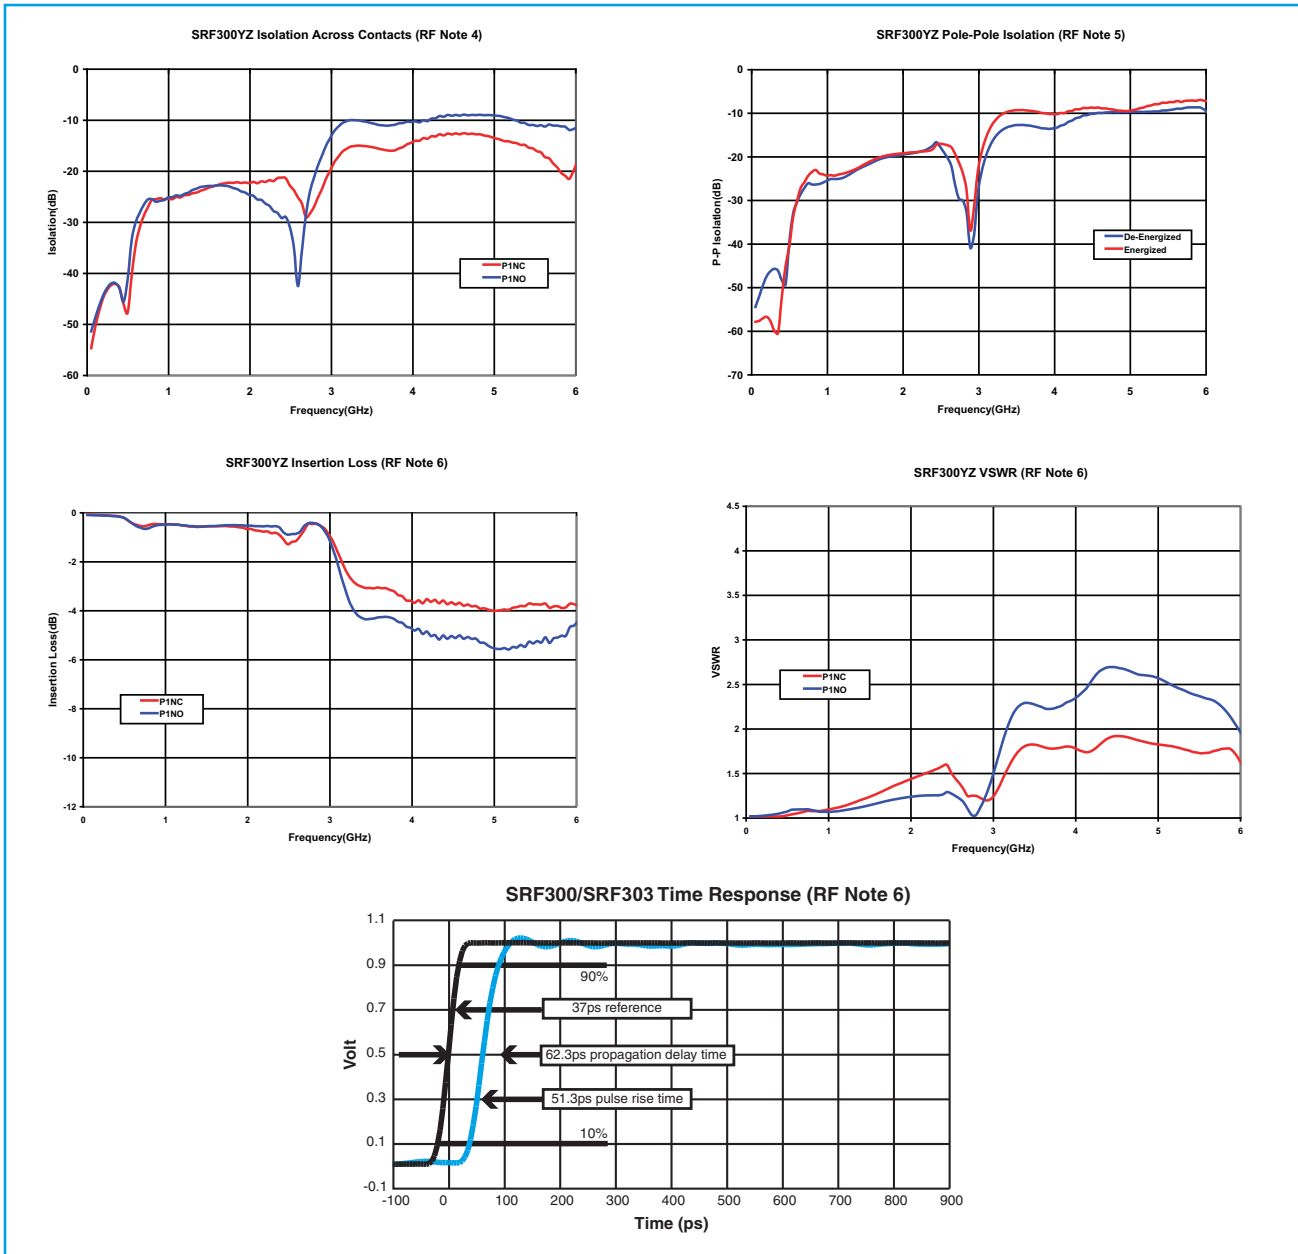 SRF300YZ Isolation Across Contacts (RF Note 4)
0
-10
-20
-30
-40
-50
-60
Isolation(dB)
P1NC
P1NO
0 1 2 3 4 5 6
Frequency(GHz)
SRF300YZ Pole-Pole Isolation (RF Note 5)
0
-10
-20
-30
-40
-50
-60
-70
P-P Isolation(dB)
De-Energized
Energized
0 1 2 3 4 5 6
Frequency(GHz)
SRF300YZ Insertion Loss (RF Note 6)
0
-2
-4
-6
-8
-10
-12
Insertion Loss(dB)
P1NC
P1NO
0 1 2 3 4 5 6
Frequency(GHz)
SRF300YZ VSWR (RF Note 6)
4.5
4
3.5
3
2.5
2
1.5
1
VSWR
P1NC
P1NO
0 1 2 3 4 5 6
Frequency(GHz)
SRF300/SRF303 Time Response (RF Note 6)
1.1
0.9
0.7
0.5
0.3
0.1
-0.1
Volt
90%
37ps reference
62.3ps propagation delay time
51.3ps pulse rise time
10%
-100 0 100 200 300 400 500 600 700 800 900
Time (ps)